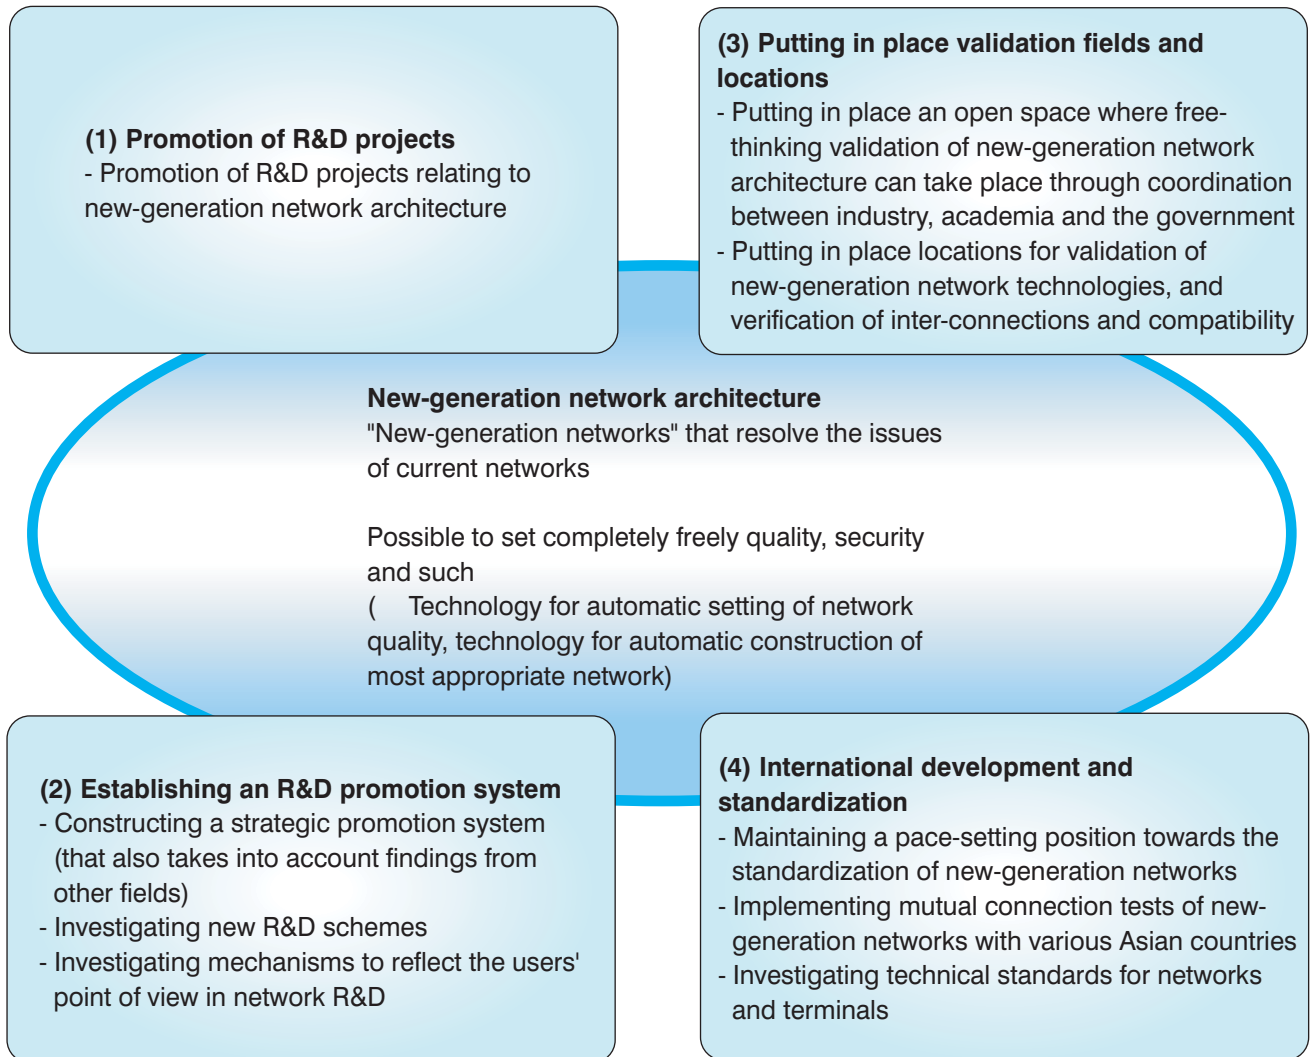 (1) Promotion of R&D projects
- Promotion of R&D projects relating to
new-generation network architecture
(3) Putting in place validation fields and
locations
- Putting in place an open space where free-
thinking validation of new-generation network
architecture can take place through coordination
between industry, academia and the government
- Putting in place locations for validation of
new-generation network technologies, and
verification of inter-connections and compatibility
New-generation network architecture
"New-generation networks" that resolve the issues
of current networks
Possible to set completely freely quality, security
and such
( Technology for automatic setting of network
quality, technology for automatic construction of
most appropriate network)
(2) Establishing an R&D promotion system
- Constructing a strategic promotion system
(that also takes into account findings from
other fields)
- Investigating new R&D schemes
- Investigating mechanisms to reflect the users'
point of view in network R&D
(4) International development and
standardization
- Maintaining a pace-setting position towards the
standardization of new-generation networks
- Implementing mutual connection tests of new-
generation networks with various Asian countries
- Investigating technical standards for networks
and terminals